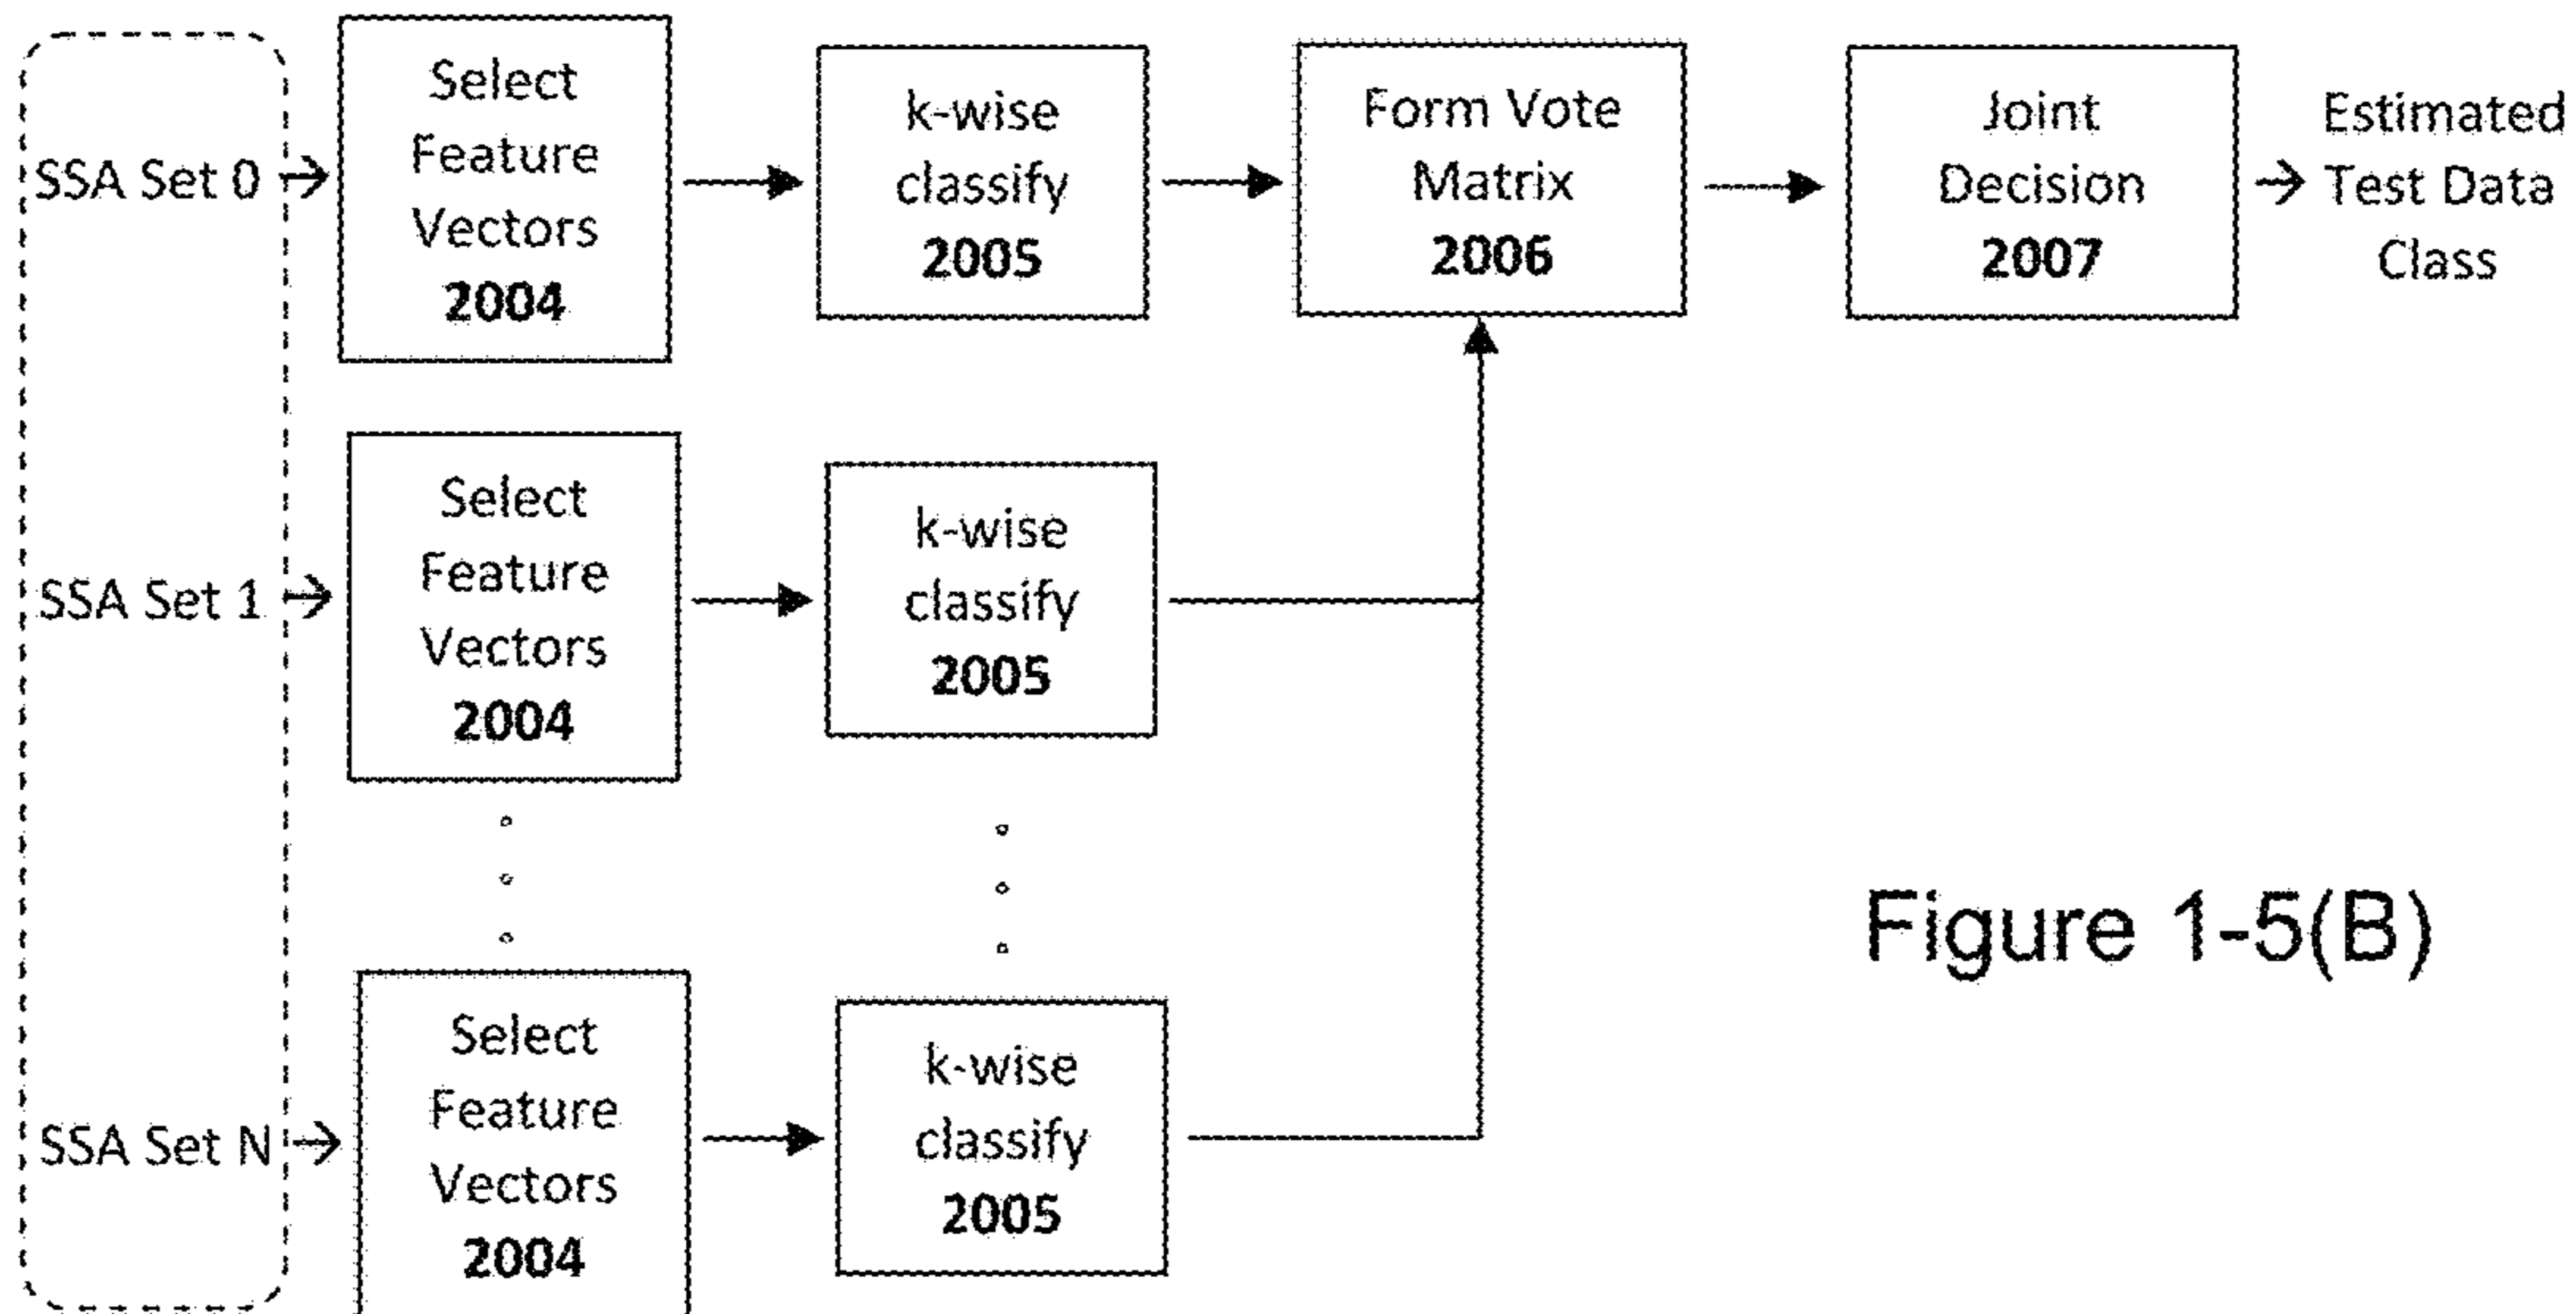 SSA Set 0
Select
Feature
Vectors
2004
k-wise
classify
2005
Form Vote
Matrix
2006
Joint
Decision
2007
Estimated
Test Data
Class
SSA Set 1
Select
Feature
Vectors
2004
k-wise
classify
2005
SSA Set N
Select
Feature
Vectors
2004
k-wise
classify
2005
Figure 1-5(B)